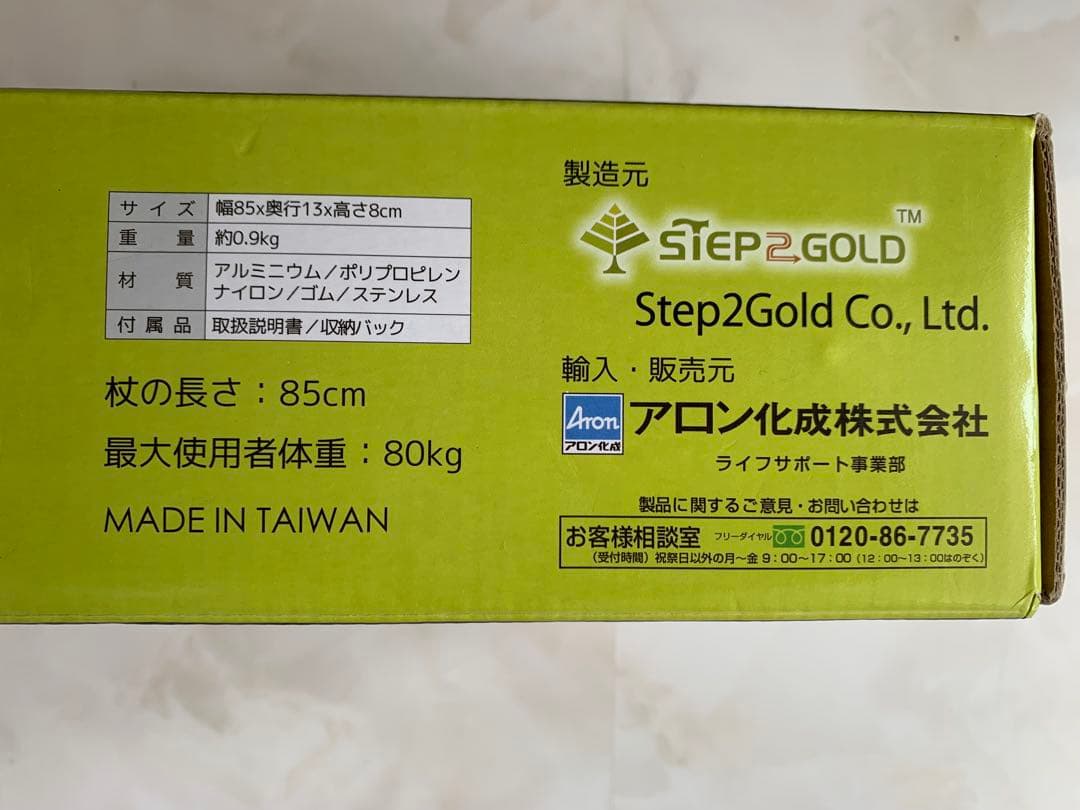 サイズ 幅85x奥行13x高さ8cm
重量 約0.9kg
材質 アルミニウム／ポリプロピレン
ナイロン／ゴム／ステンレス
付属品 取扱説明書／収納バック
杖の長さ：85cm
最大使用者体重：80kg
MADE IN TAIWAN
製造元
STEP2GOLD™
Step2Gold Co., Ltd.
輸入・販売元
Aron
アロン化成
アロン化成株式会社
ライフサポート事業部
製品に関するご意見・お問い合わせは
お客様相談室 フリーダイヤル 0120-86-7735
（受付時間）祝祭日以外の月〜金 9：00〜17：00（12：00〜13：00はのぞく）